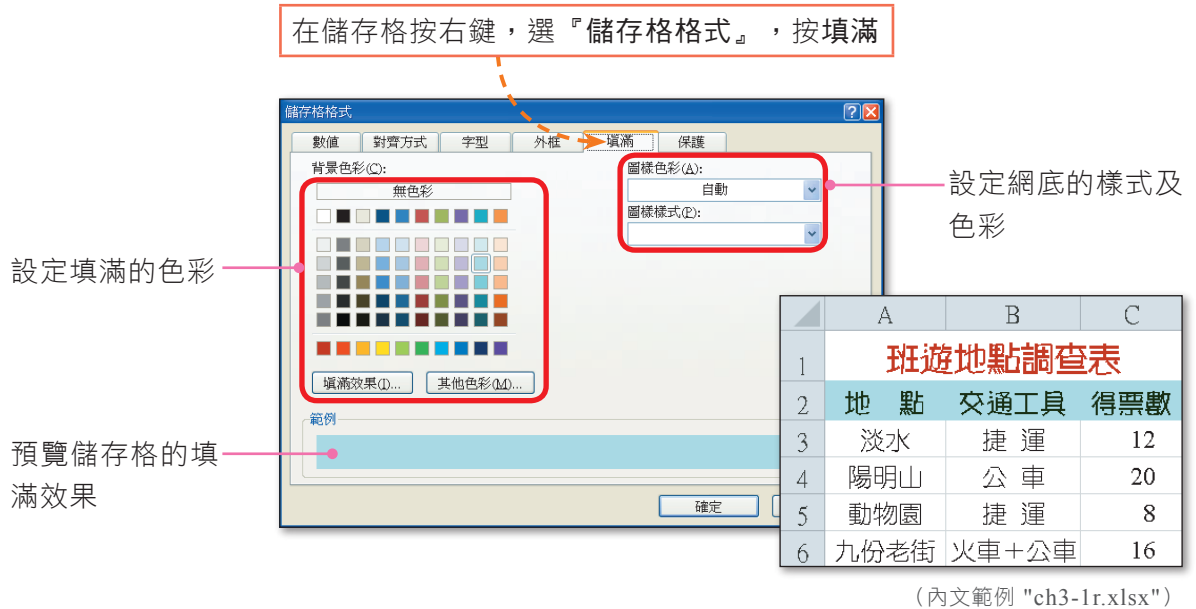 在儲存格按右鍵，選『儲存格格式』，按填滿
儲存格格式
數值 對齊方式 字型 外框 填滿 保護
背景色彩(C):
無色彩
填滿效果(I)... 其他色彩(M)...
圖樣色彩(A):
自動
圖樣樣式(P):
範例
確定
設定網底的樣式及
色彩
設定填滿的色彩
預覽儲存格的填
滿效果
A B C
1 班遊地點調查表
2 地 點 交通工具 得票數
3 淡水 捷 運 12
4 陽明山 公 車 20
5 動物園 捷 運 8
6 九份老街 火車＋公車 16
（內文範例 "ch3-1r.xlsx"）